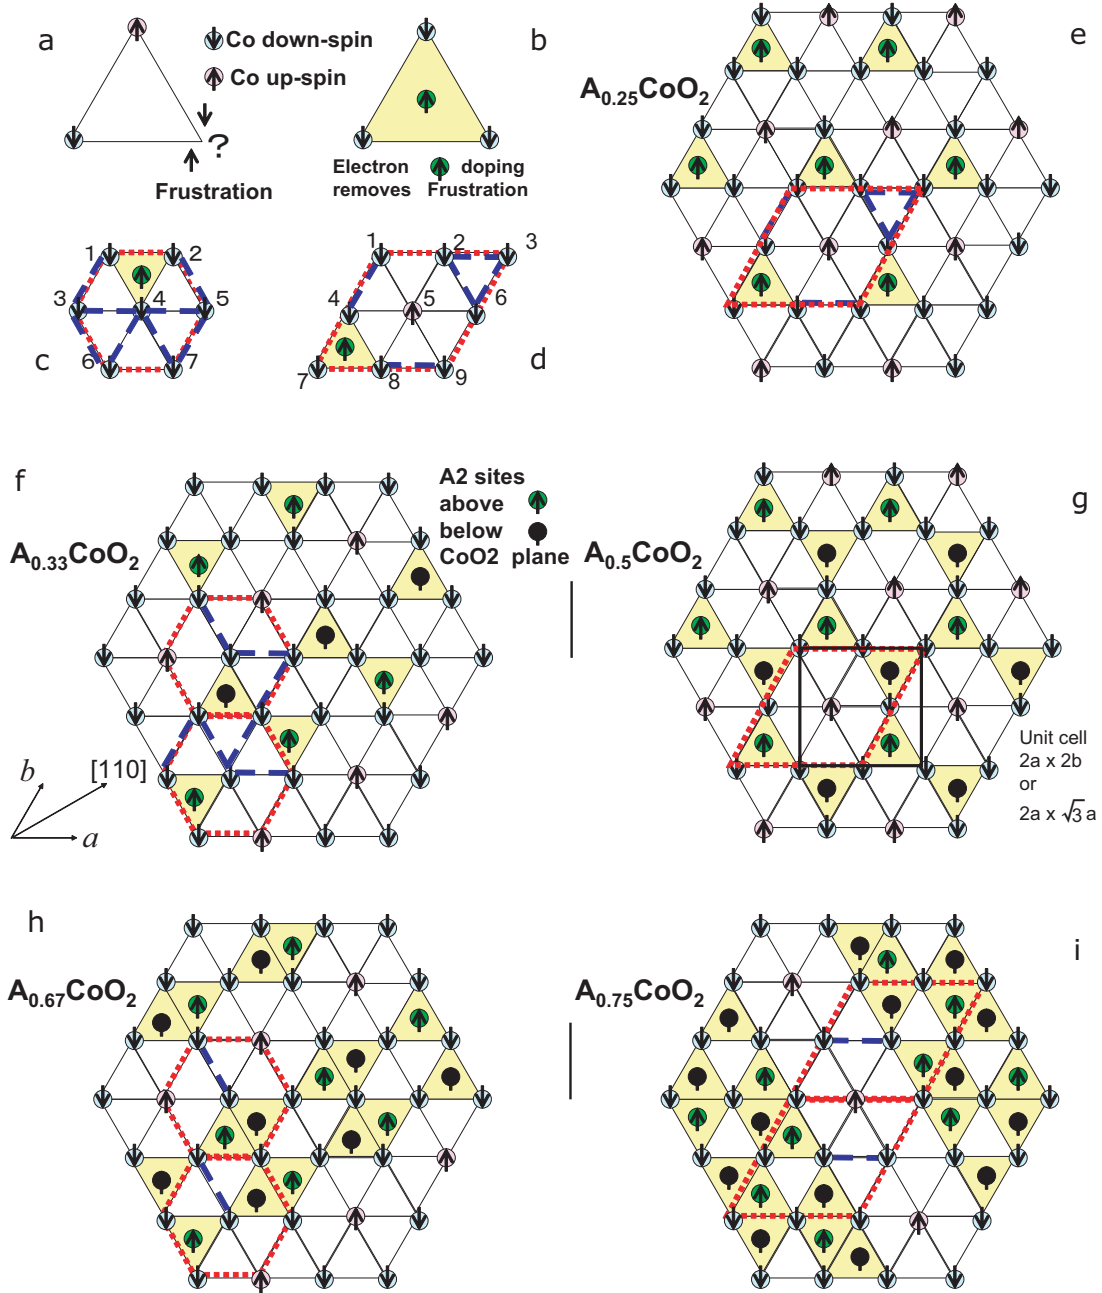 a
Co down-spin
Co up-spin
?
Frustration
b
Electron doping
removes Frustration
c
1 2
3 4 5
6 7
d
1 2 3
4 5 6
7 8 9
e
A0.25CoO2
f
A0.33CoO2
A2 sites
above
below
CoO2 plane
b
[110]
a
g
A0.5CoO2
Unit cell
2a x 2b
or
2a x √3 a
h
A0.67CoO2
i
A0.75CoO2